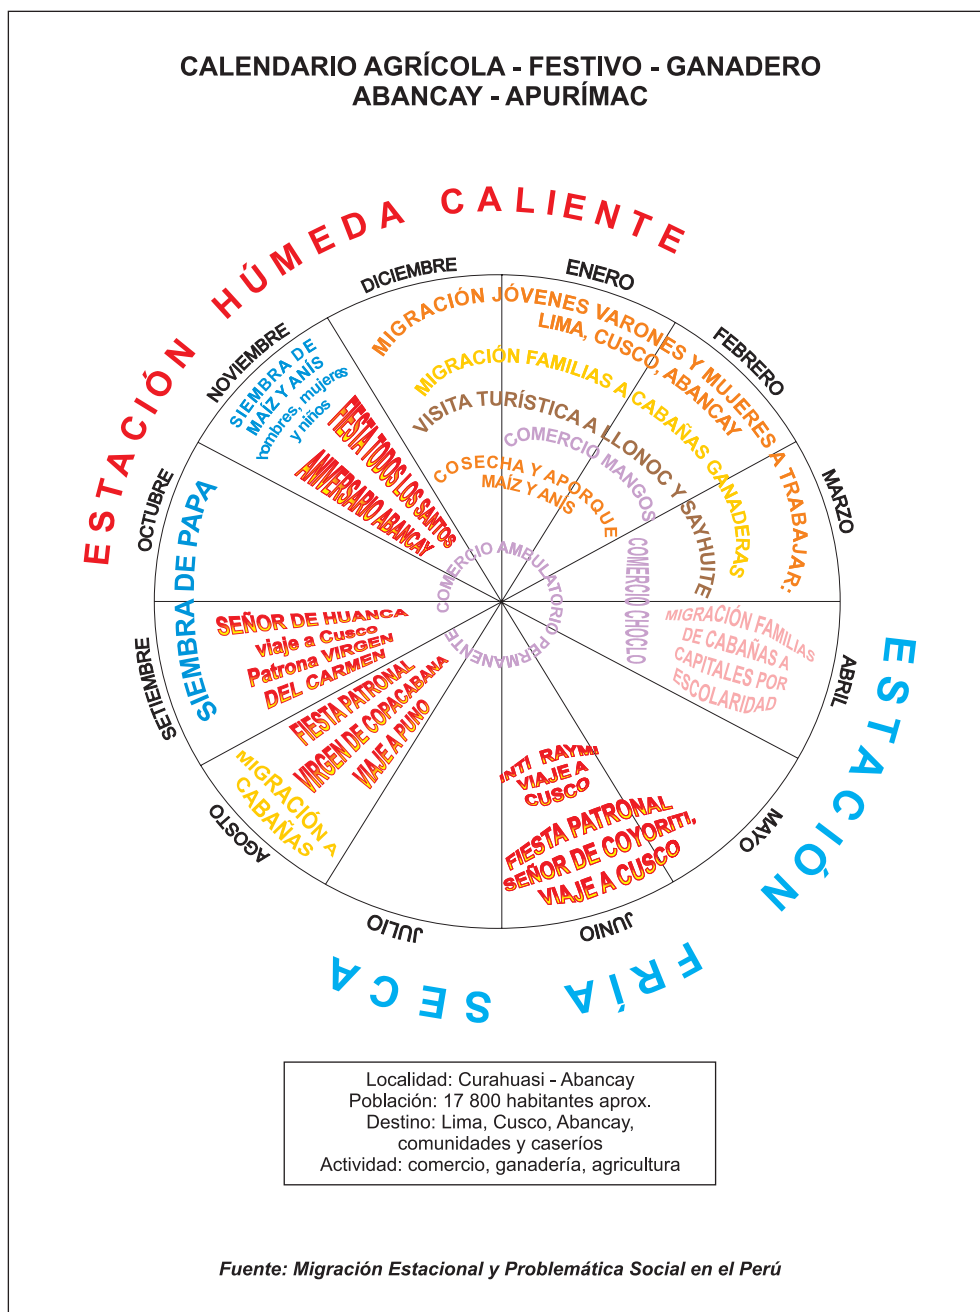 CALENDARIO AGRÍCOLA - FESTIVO - GANADERO
ABANCAY - APURÍMAC
ESTACIÓN HÚMEDA CALIENTE
DICIEMBRE
ENERO
FEBRERO
MARZO
ABRIL
MAYO
JUNIO
JULIO
AGOSTO
SETIEMBRE
OCTUBRE
NOVIEMBRE
MIGRACIÓN JÓVENES VARONES Y MUJERES A TRABAJAR:
LIMA, CUSCO, ABANCAY
MIGRACIÓN FAMILIAS A CABAÑAS GANADERAS
VISITA TURÍSTICA A LLONOC Y SAYHUITE
COMERCIO MANGOS
COMERCIO CHOCLO
COSECHA Y APORQUE
MAÍZ Y ANÍS
COMERCIO AMBULATORIO PERMANENTE
SIEMBRA DE
MAÍZ Y ANÍS
hombres, mujeres
y niños
FIESTA TODOS LOS SANTOS
ANIVERSARIO ABANCAY
SIEMBRA DE PAPA
SEÑOR DE HUANCA
viaje a Cusco
Patrona VIRGEN
DEL CARMEN
FIESTA PATRONAL
VIRGEN DE COPACABANA
VIAJE A PUNO
MIGRACIÓN A
CABAÑAS
MIGRACIÓN FAMILIAS
DE CABAÑAS A
CAPITALES POR
ESCOLARIDAD
INTI RAYMI
VIAJE A
CUSCO
FIESTA PATRONAL
SEÑOR DE COYORITI,
VIAJE A CUSCO
ESTACIÓN FRÍA SECA
Localidad: Curahuasi - Abancay
Población: 17 800 habitantes aprox.
Destino: Lima, Cusco, Abancay,
comunidades y caseríos
Actividad: comercio, ganadería, agricultura
Fuente: Migración Estacional y Problemática Social en el Perú